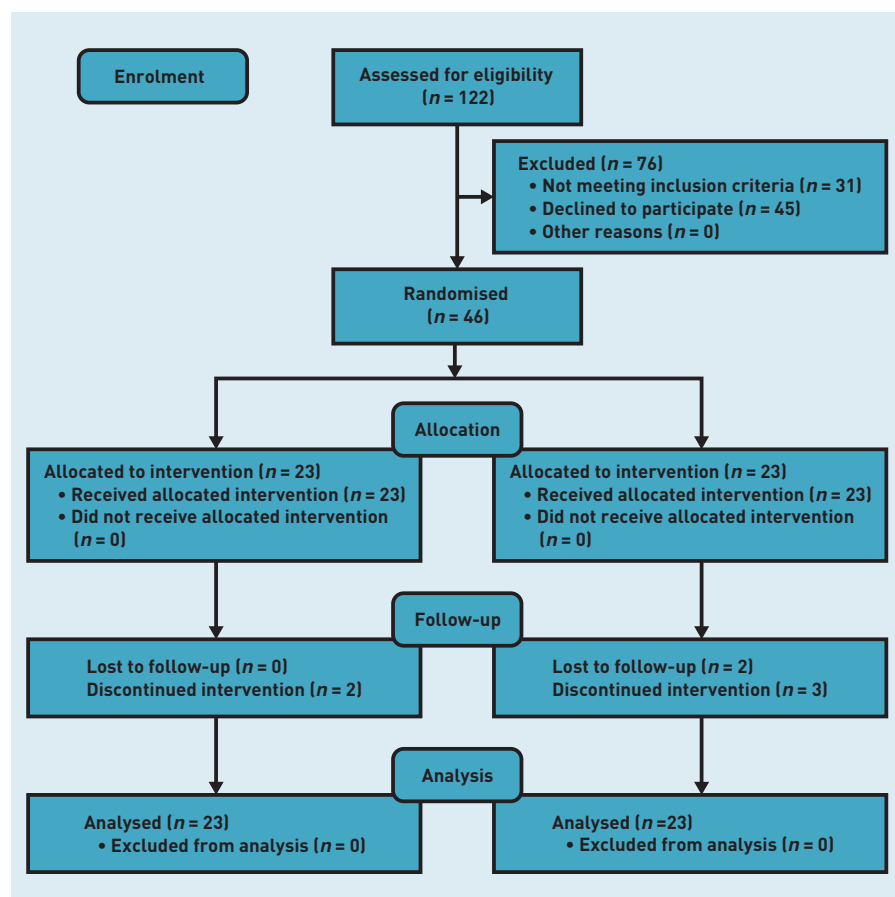 Enrolment
Assessed for eligibility
(n = 122)
Excluded (n = 76)
• Not meeting inclusion criteria (n = 31)
• Declined to participate (n = 45)
• Other reasons (n = 0)
Randomised
(n = 46)
Allocation
Allocated to intervention (n = 23)
• Received allocated intervention (n = 23)
• Did not receive allocated intervention
(n = 0)
Allocated to intervention (n = 23)
• Received allocated intervention (n = 23)
• Did not receive allocated intervention
(n = 0)
Follow-up
Lost to follow-up (n = 0)
Discontinued intervention (n = 2)
Lost to follow-up (n = 2)
Discontinued intervention (n = 3)
Analysis
Analysed (n = 23)
• Excluded from analysis (n = 0)
Analysed (n =23)
• Excluded from analysis (n = 0)